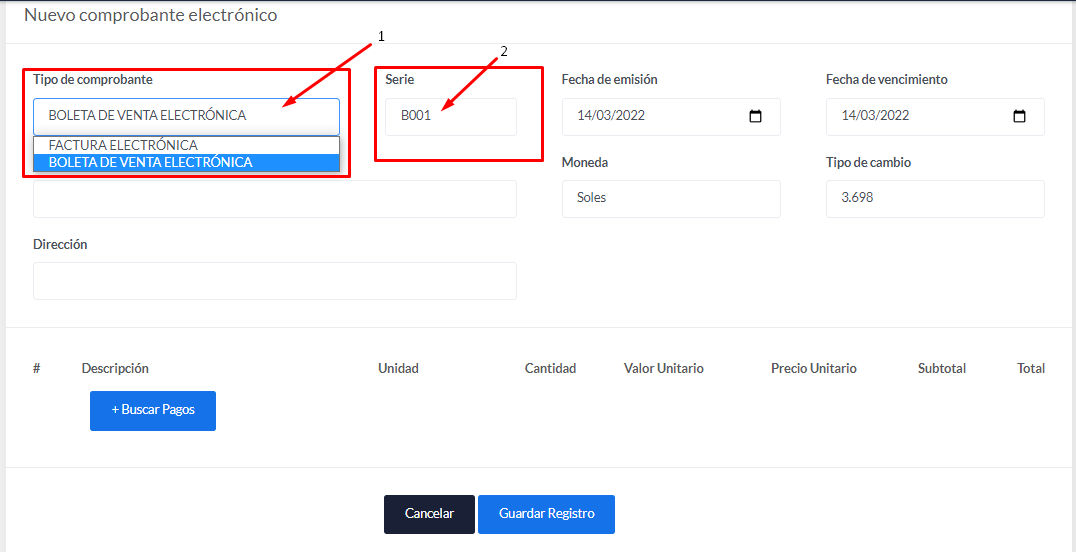 Nuevo comprobante electrónico
1
2
Tipo de comprobante
Serie
Fecha de emisión
Fecha de vencimiento
BOLETA DE VENTA ELECTRÓNICA
B001
14/03/2022
14/03/2022
FACTURA ELECTRÓNICA
BOLETA DE VENTA ELECTRÓNICA
Moneda
Tipo de cambio
Soles
3.698
Dirección
# Descripción Unidad Cantidad Valor Unitario Precio Unitario Subtotal Total
+ Buscar Pagos
Cancelar
Guardar Registro